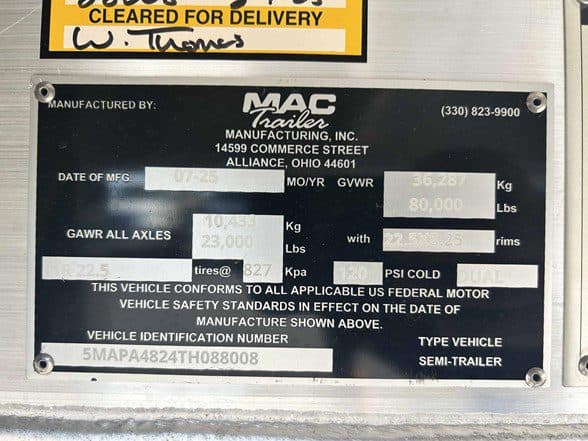 CLEARED FOR DELIVERY
W. Thomas
MANUFACTURED BY:
MAC
Trailer
(330) 823-9900
MANUFACTURING, INC.
14599 COMMERCE STREET
ALLIANCE, OHIO 44601
DATE OF MFG 07-25 MO/YR GVWR 36,287 Kg
80,000 Lbs
GAWR ALL AXLES 10,433 Kg
23,000 Lbs with 22.5X8.25 rims
22.5 tires@ 827 Kpa 120 PSI COLD DUAL
THIS VEHICLE CONFORMS TO ALL APPLICABLE US FEDERAL MOTOR
VEHICLE SAFETY STANDARDS IN EFFECT ON THE DATE OF
MANUFACTURE SHOWN ABOVE.
VEHICLE IDENTIFICATION NUMBER TYPE VEHICLE
5MAPA4824TH088008 SEMI-TRAILER